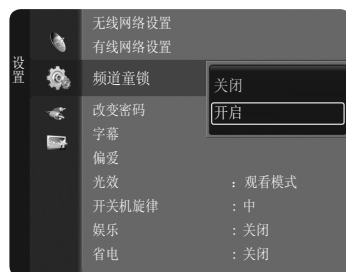 设置
无线网络设置
有线网络设置
频道童锁
关闭
开启
改变密码
字幕
偏爱
光效 : 观看模式
开关机旋律 : 中
娱乐 : 关闭
省电 : 关闭